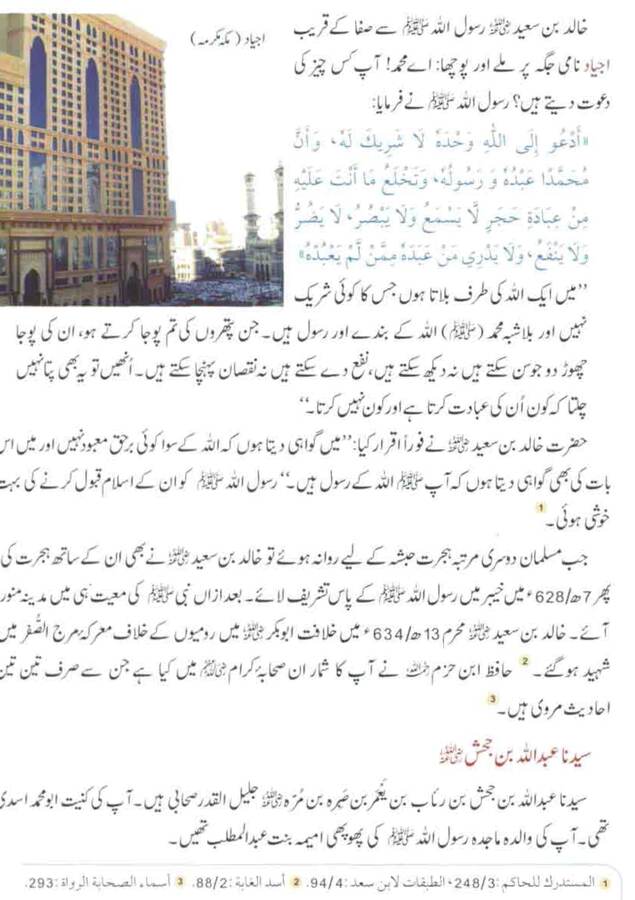 خالد بن سعید رضی اللہ عنہ رسول اللہ ﷺ سے صفا کے قریب
اجیاد نامی جگہ پر ملے اور پوچھا: اے محمد! آپ کس چیز کی
دعوت دیتے ہیں؟ رسول اللہ ﷺ نے فرمایا:
اجیاد (مکہ مکرمہ)
«أَدْعُو إِلَى اللّٰهِ وَحْدَهُ لَا شَرِيكَ لَهُ، وَأَنَّ
مُحَمَّدًا عَبْدُهُ وَ رَسُولُهُ، وَتَخْلَعُ مَا أَنْتَ عَلَيْهِ
مِنْ عِبَادَةِ حَجَرٍ لَّا يَسْمَعُ وَلَا يُبْصُرُ، لَا يَضُرُّ
وَلَا يَنْفَعُ، وَلَا يَدْرِي مَنْ عَبَدَهُ مِمَّنْ لَّمْ يَعْبُدْهُ»
’’میں ایک اللہ کی طرف بلاتا ہوں جس کا کوئی شریک
نہیں اور بلاشبہ محمد (ﷺ) اللہ کے بندے اور رسول ہیں۔ جن پتھروں کی تم پوجا کرتے ہو، ان کی پوجا
چھوڑ دو جو سن سکتے ہیں نہ دیکھ سکتے ہیں، نفع دے سکتے ہیں نہ نقصان پہنچا سکتے ہیں۔ اُنھیں تو یہ بھی پتا نہیں
چلتا کہ کون اُن کی عبادت کرتا ہے اور کون نہیں کرتا۔‘‘
حضرت خالد بن سعید رضی اللہ عنہ نے فوراً اقرار کیا: ’’میں گواہی دیتا ہوں کہ اللہ کے سوا کوئی برحق معبود نہیں اور میں اس
بات کی بھی گواہی دیتا ہوں کہ آپ ﷺ اللہ کے رسول ہیں۔‘‘ رسول اللہ ﷺ کو ان کے اسلام قبول کرنے کی بہت
خوشی ہوئی۔ 1
جب مسلمان دوسری مرتبہ ہجرت حبشہ کے لیے روانہ ہوئے تو خالد بن سعید رضی اللہ عنہ نے بھی ان کے ساتھ ہجرت کی
پھر 7ھ/628ء میں خیبر میں رسول اللہ ﷺ کے پاس تشریف لائے۔ بعد ازاں نبی ﷺ کی معیت ہی میں مدینہ منور
آئے۔ خالد بن سعید رضی اللہ عنہ محرم 13ھ/634ء میں خلافت ابوبکر رضی اللہ عنہ میں رومیوں کے خلاف معرکۂ مرج الصُّفر میں
شہید ہو گئے۔ 2 حافظ ابن حزم رحمہ اللہ نے آپ کا شمار ان صحابۂ کرام رضی اللہ عنہم میں کیا ہے جن سے صرف تین تین
احادیث مروی ہیں۔ 3
سیدنا عبداللہ بن جحش رضی اللہ عنہ
سیدنا عبداللہ بن جحش بن رئاب بن یَعْمَر بن صَبِرہ بن مُرّہ رضی اللہ عنہ جلیل القدر صحابی ہیں۔ آپ کی کنیت ابو محمد اسدی
تھی۔ آپ کی والدہ ماجدہ رسول اللہ ﷺ کی پھوپھی امیمہ بنت عبدالمطلب تھیں۔
1 المستدرك للحاكم: 248/3، الطبقات لابن سعد: 94/4. 2 أسد الغابة: 88/2. 3 أسماء الصحابة الرواة: 293.